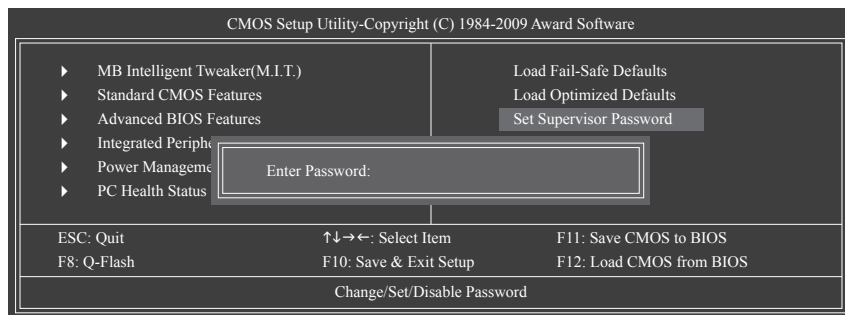 CMOS Setup Utility-Copyright (C) 1984-2009 Award Software
MB Intelligent Tweaker(M.I.T.)
Standard CMOS Features
Advanced BIOS Features
Integrated Periphe
Power Manageme
PC Health Status
Load Fail-Safe Defaults
Load Optimized Defaults
Set Supervisor Password
Enter Password:
ESC: Quit
↑↓→←: Select Item
F11: Save CMOS to BIOS
F8: Q-Flash
F10: Save & Exit Setup
F12: Load CMOS from BIOS
Change/Set/Disable Password